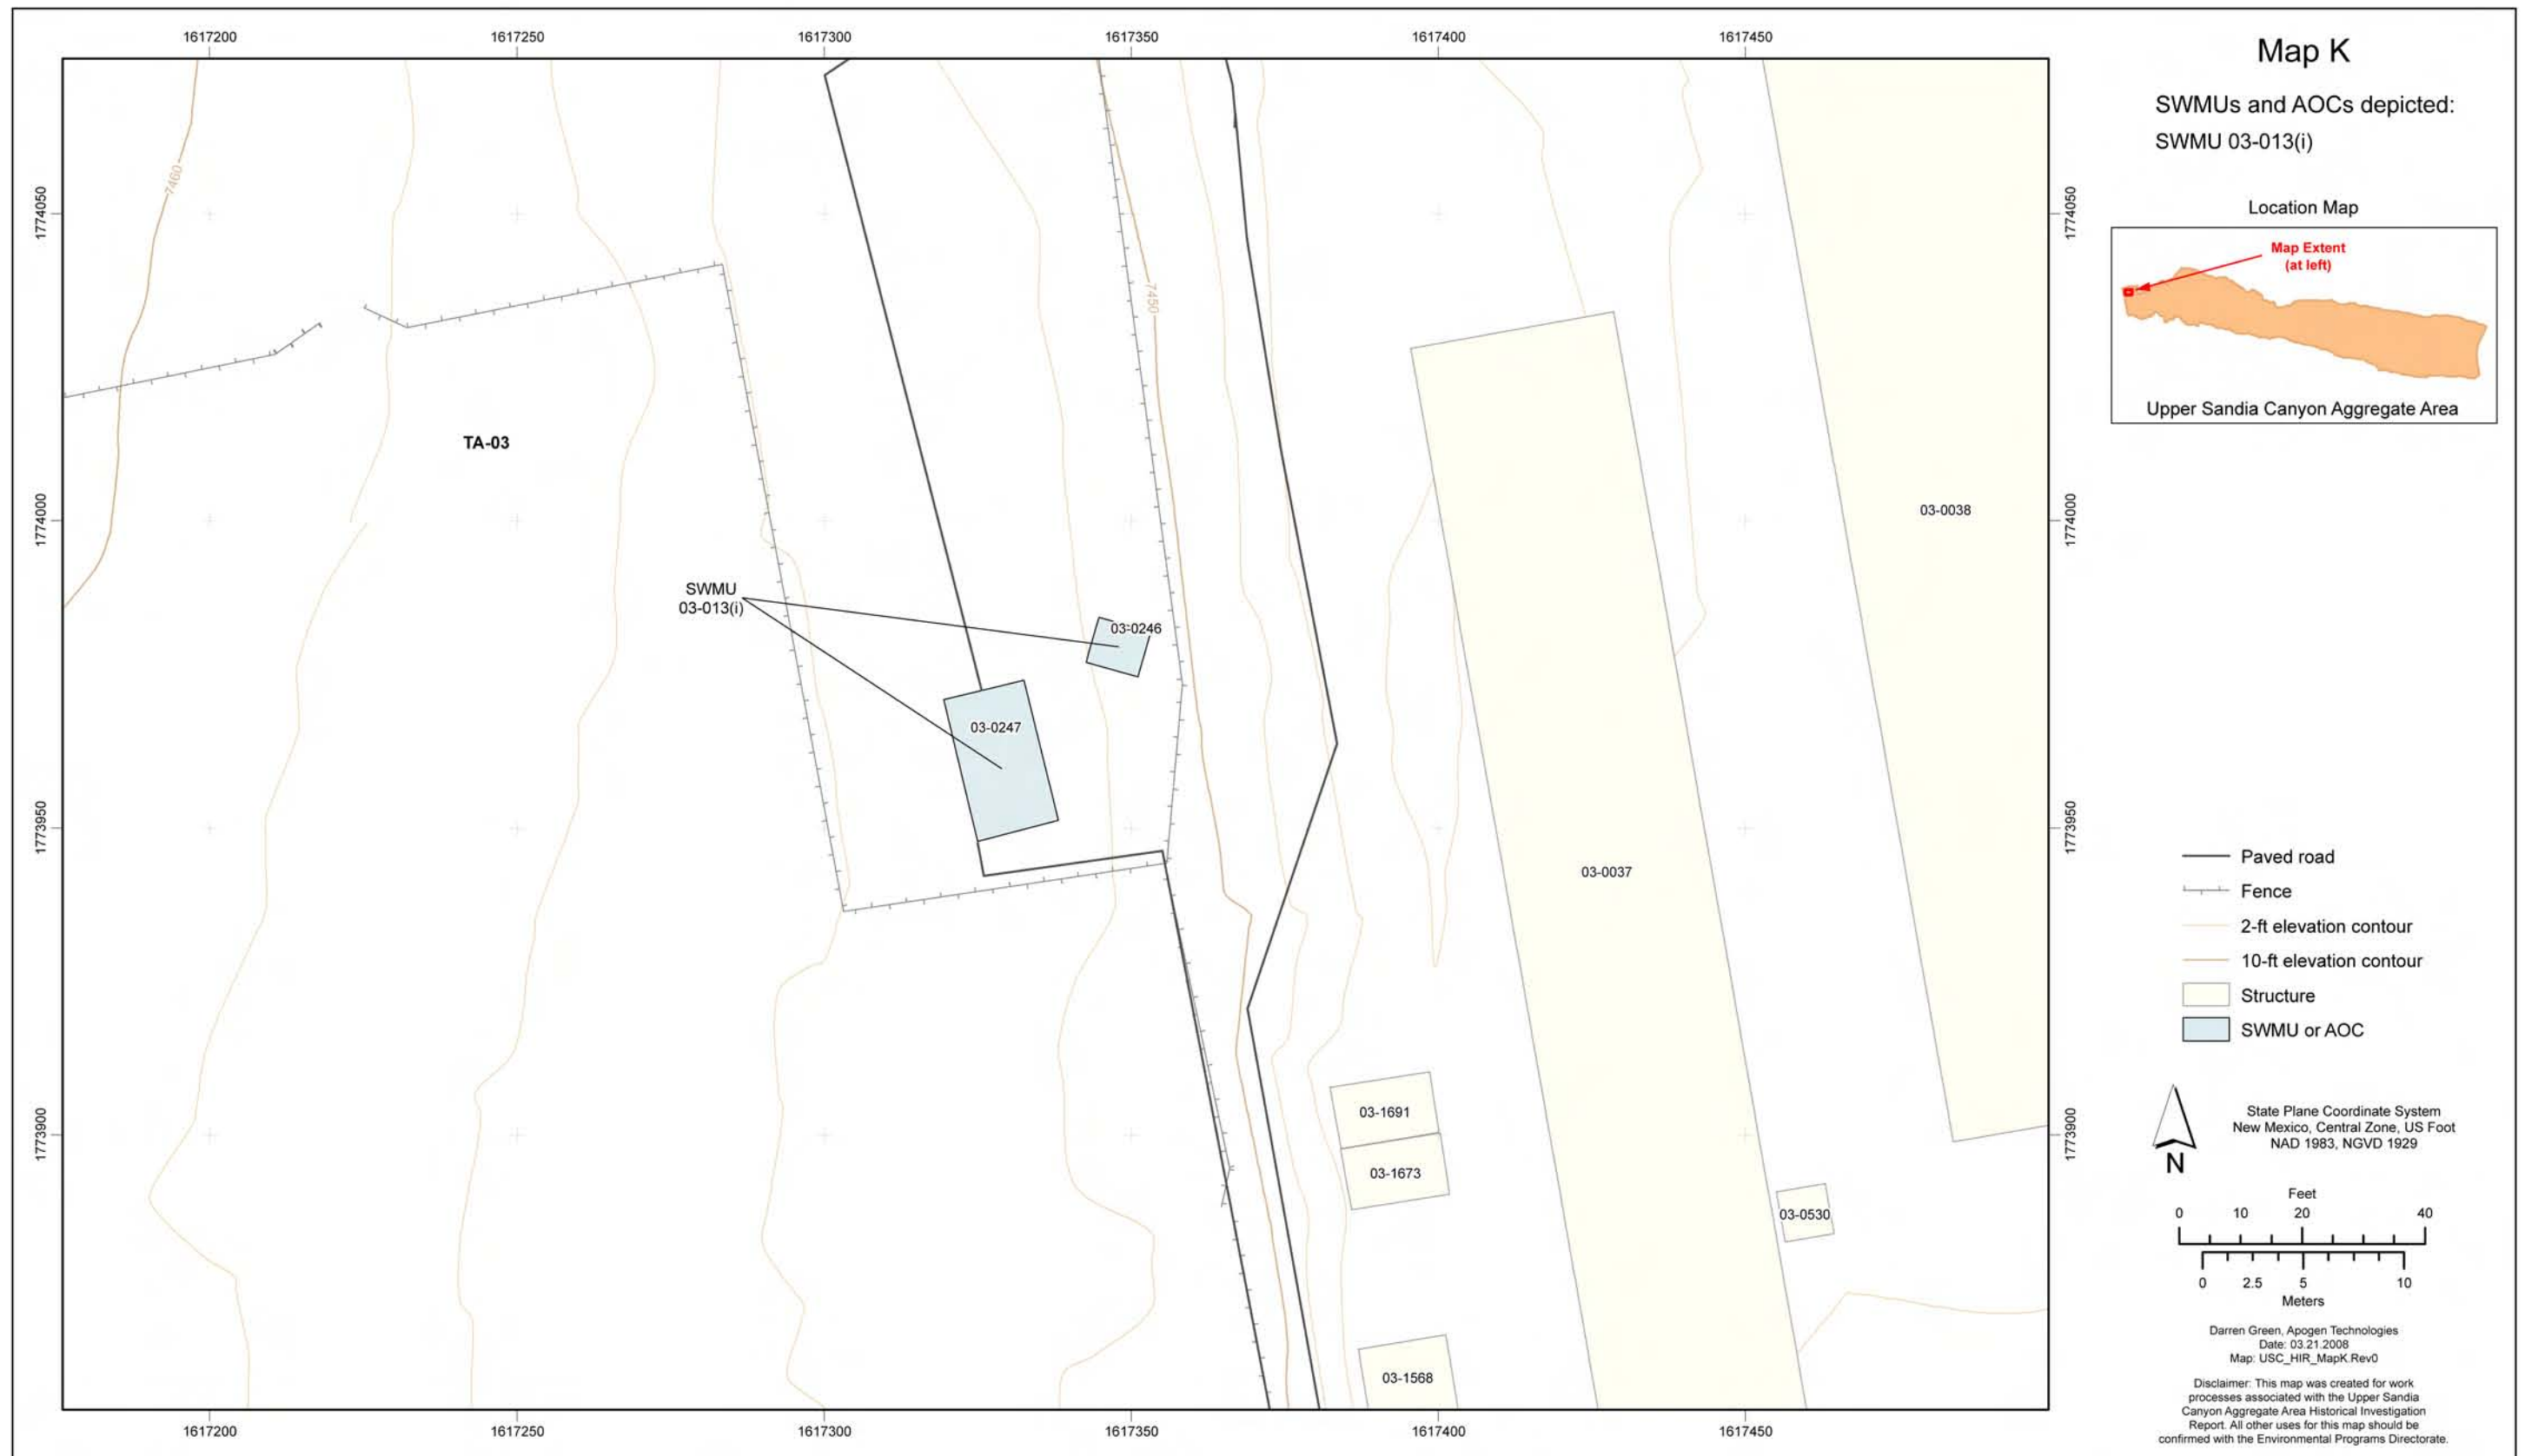 1617200 1617250 1617300 1617350 1617400 1617450
Map K
SWMUs and AOCs depicted:
SWMU 03-013(i)
Location Map
Map Extent
(at left)
Upper Sandia Canyon Aggregate Area
7460
1774050
1774050
7450
TA-03
1774000
1774000
03-0038
SWMU
03-013(i)
03-0246
03-0247
1773950
1773950
03-0037
Paved road
Fence
2-ft elevation contour
10-ft elevation contour
Structure
SWMU or AOC
1773900
1773900
03-1691
03-1673
03-0530
03-1568
N
State Plane Coordinate System
New Mexico, Central Zone, US Foot
NAD 1983, NGVD 1929
Feet
0 10 20 40
0 2.5 5 10
Meters
Darren Green, Apogen Technologies
Date: 03.21.2008
Map: USC_HIR_MapK.Rev0
Disclaimer: This map was created for work
processes associated with the Upper Sandia
Canyon Aggregate Area Historical Investigation
Report. All other uses for this map should be
confirmed with the Environmental Programs Directorate.
1617200 1617250 1617300 1617350 1617400 1617450